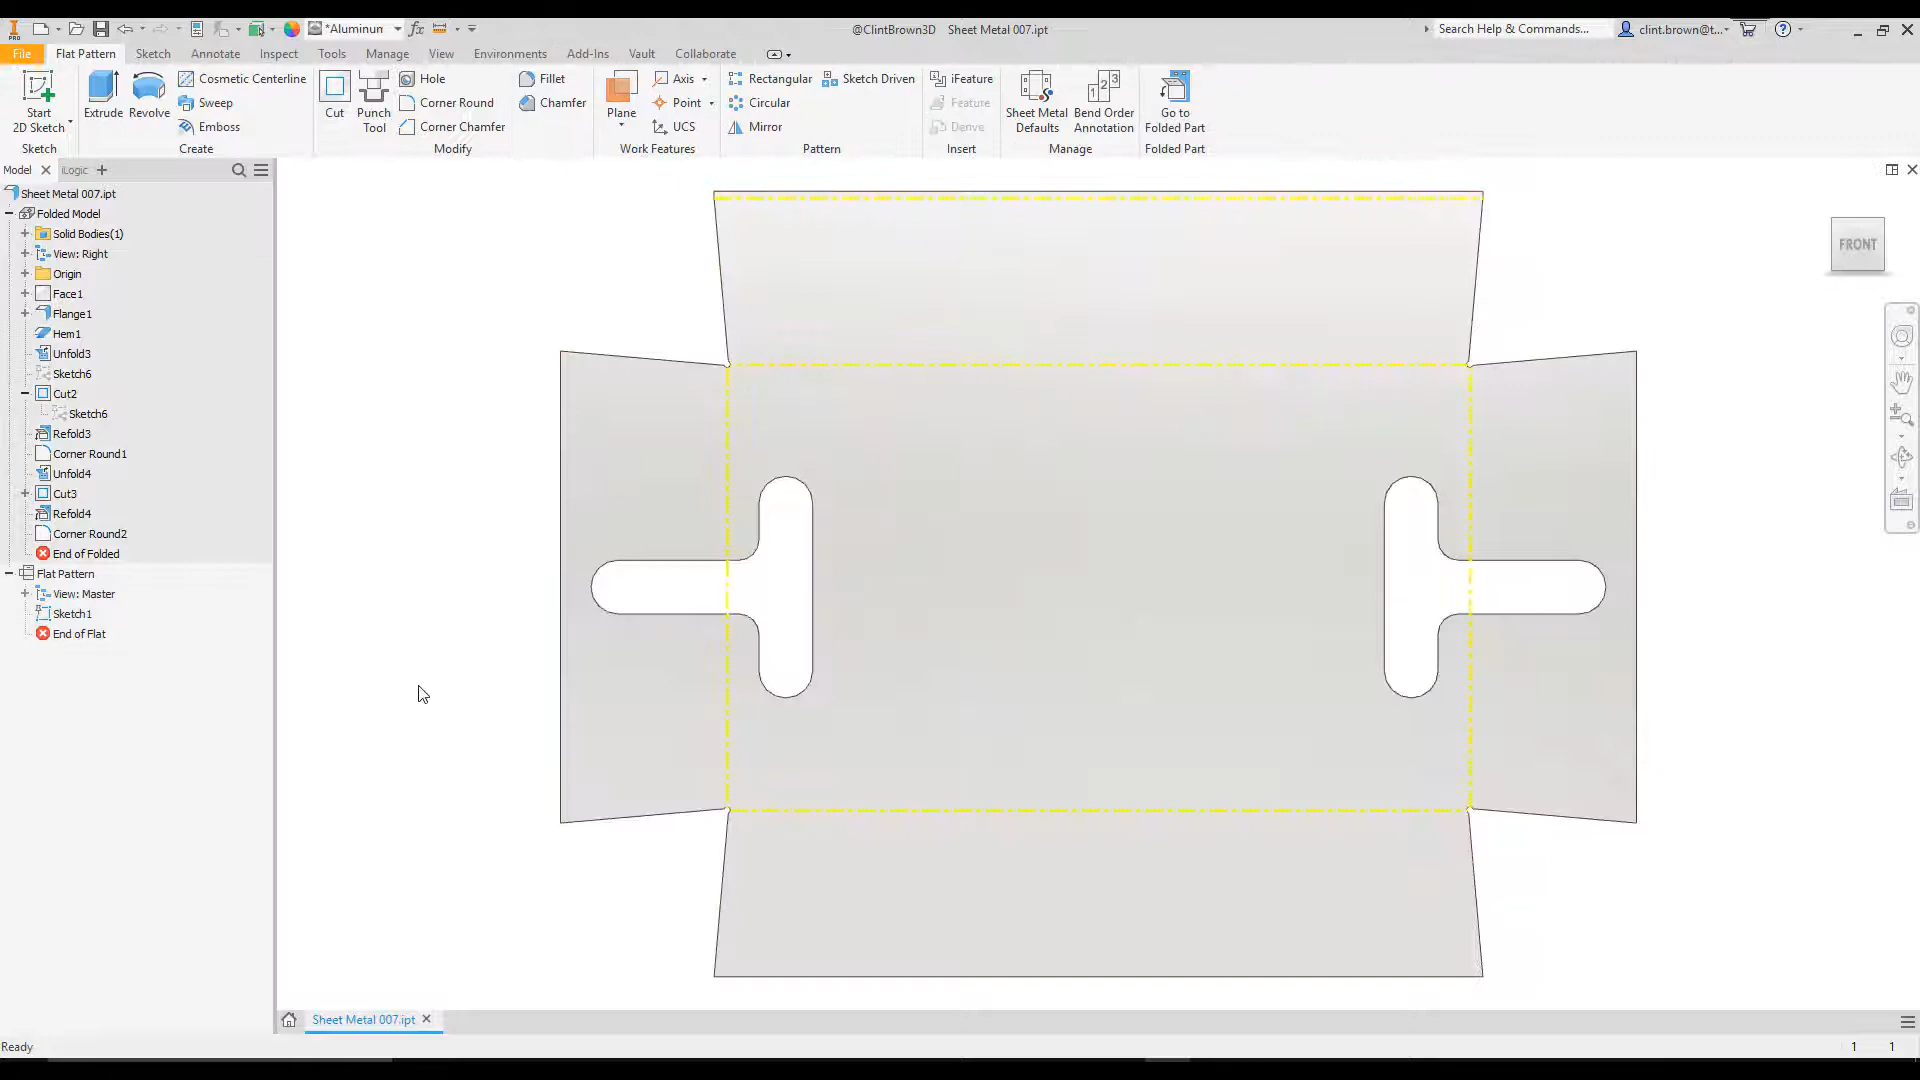 PRO
*Aluminum
fx
@ClintBrown3D Sheet Metal 007.ipt
Search Help & Commands...
clint.brown@t...
File Flat Pattern Sketch Annotate Inspect Tools Manage View Environments Add-Ins Vault Collaborate
Start
2D Sketch
Extrude
Revolve
Cosmetic Centerline
Sweep
Emboss
Cut
Punch
Tool
Hole
Corner Round
Corner Chamfer
Fillet
Chamfer
Plane
Axis
Point
UCS
Rectangular
Circular
Mirror
Sketch Driven
iFeature
Feature
Derive
Sheet Metal
Defaults
Bend Order
Annotation
Go to
Folded Part
Sketch Create Modify Work Features Pattern Insert Manage Folded Part
Model iLogic
Sheet Metal 007.ipt
Folded Model
Solid Bodies(1)
View: Right
Origin
Face1
Flange1
Hem1
Unfold3
Sketch6
Cut2
Sketch6
Refold3
Corner Round1
Unfold4
Cut3
Refold4
Corner Round2
End of Folded
Flat Pattern
View: Master
Sketch1
End of Flat
FRONT
Sheet Metal 007.ipt
Ready
1 1